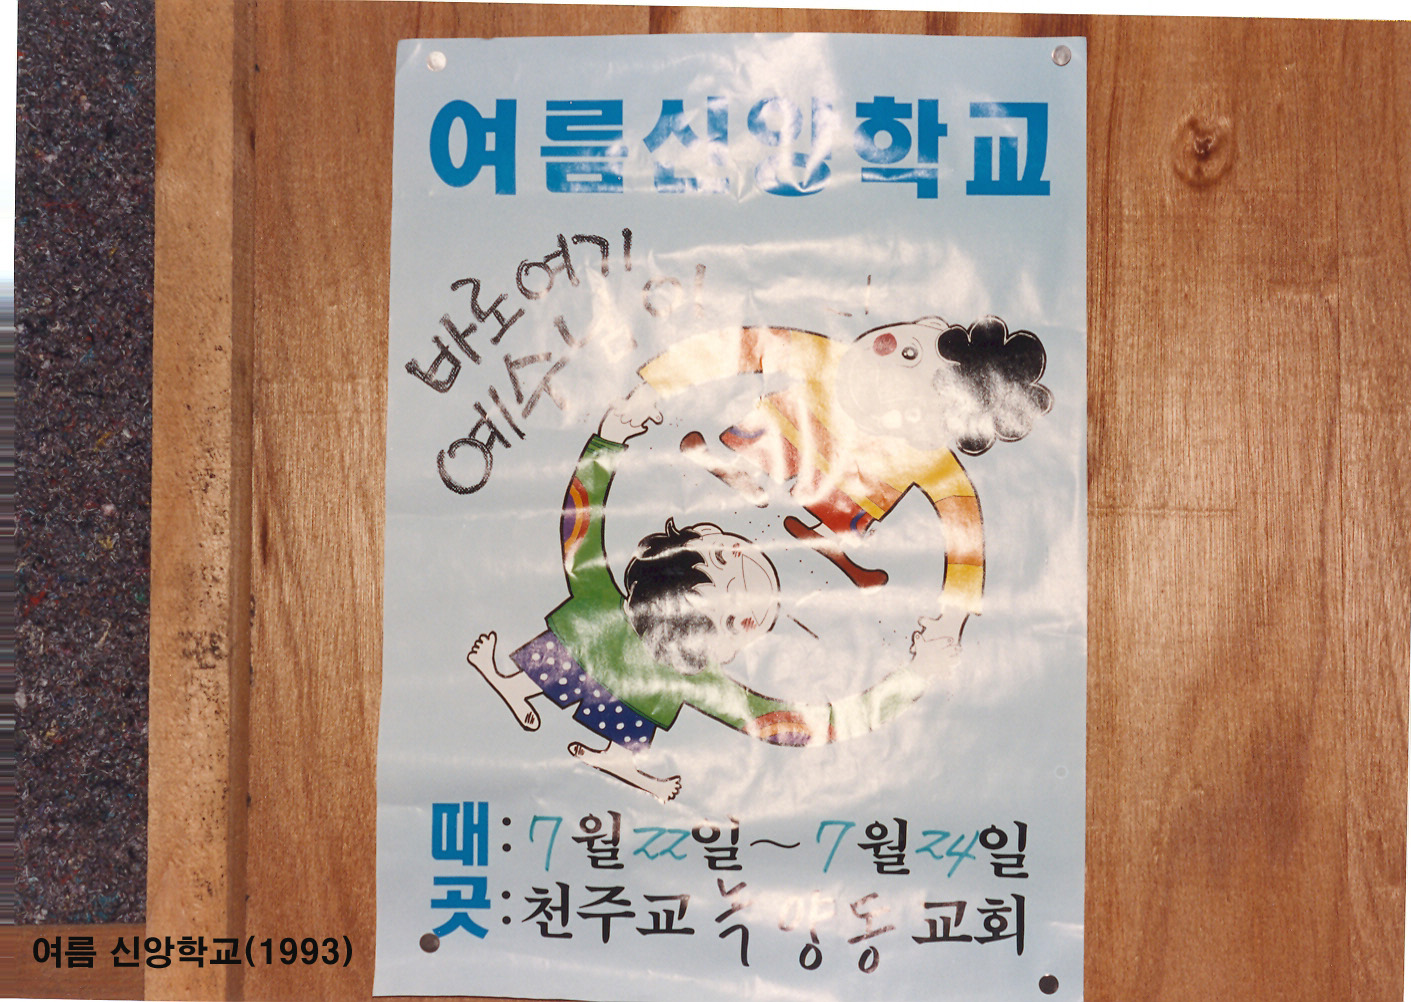 여름신앙학교
바로여기
예수님이
때: 7월 22일~7월 24일
곳: 천주교 녹양동 교회
여름 신앙학교(1993)